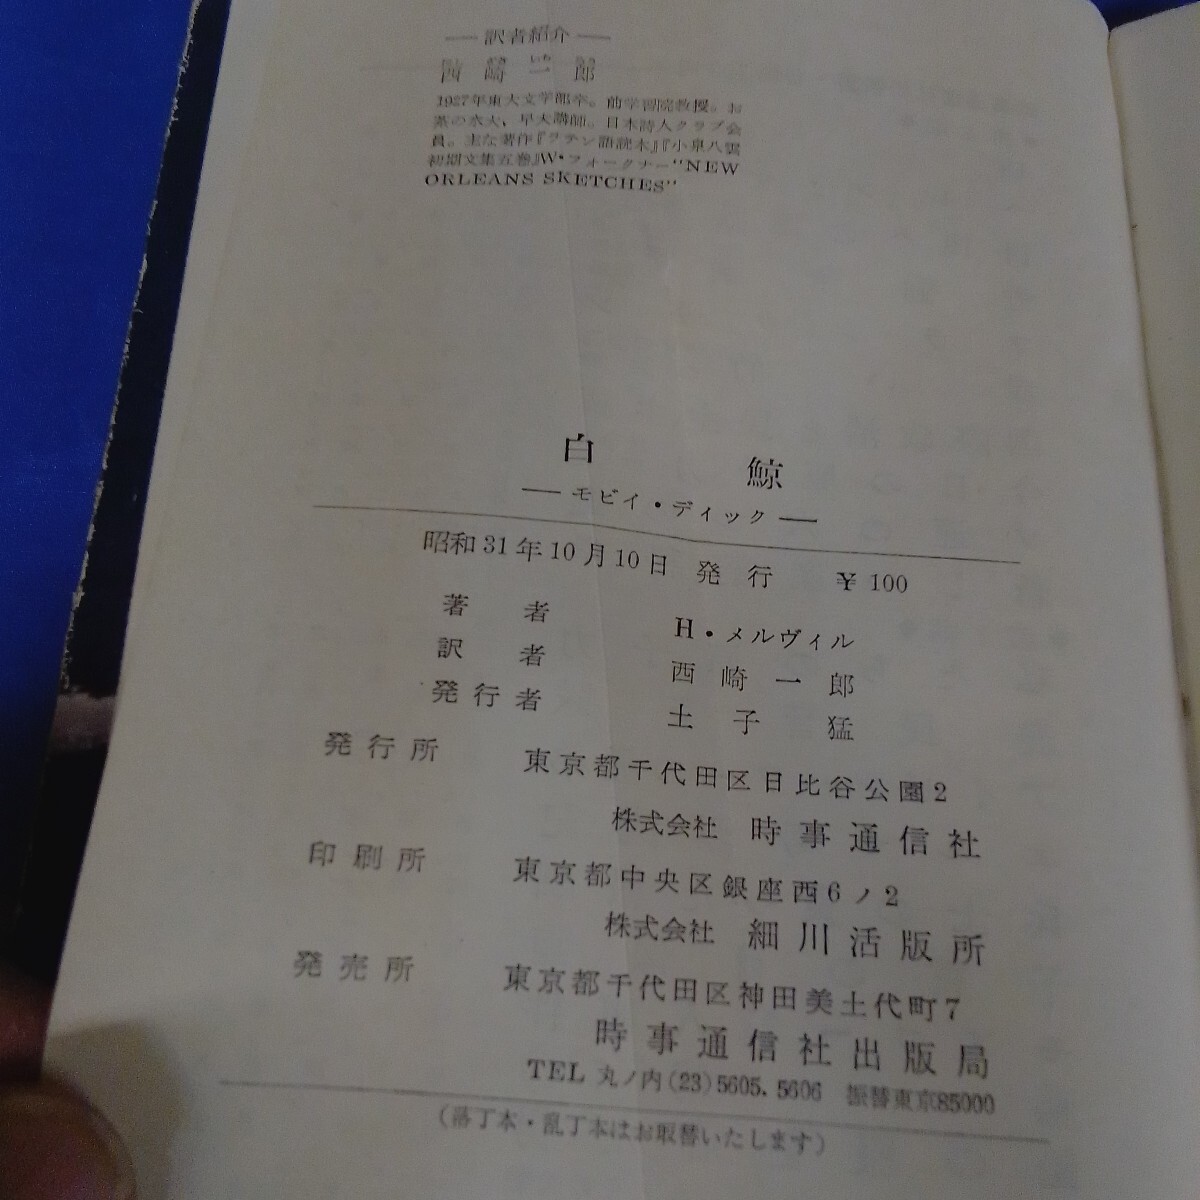 ―訳者紹介―
西崎一郎
1927年東大文学部卒。前学習院教授。お
茶の水大、早大講師。日本詩人クラブ会
員。主な著作『ラテン語読本』『小泉八雲
初期文集五巻』W・フォークナー"NEW
ORLEANS SKETCHES"
白鯨
―モビイ・ディック―
昭和31年10月10日 発行 ¥100
著者 H・メルヴィル
訳者 西崎一郎
発行者 土子猛
発行所 東京都千代田区日比谷公園2
株式会社 時事通信社
印刷所 東京都中央区銀座西6ノ2
株式会社 細川活版所
発売所 東京都千代田区神田美土代町7
時事通信社出版局
TEL 丸ノ内(23)5605.5606 振替東京85000
(落丁本・乱丁本はお取替いたします)